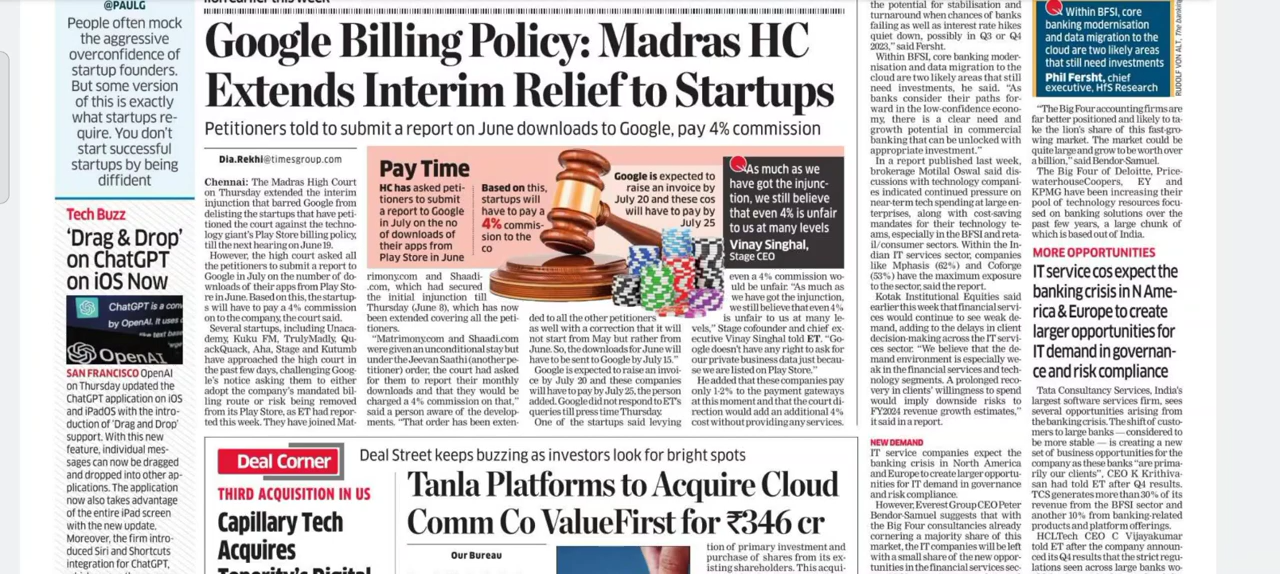 @PAULG
People often mock
the aggressive
overconfidence of
startup founders.
But some version
of this is exactly
what startups re-
quire. You don't
start successful
startups by being
diffident
Tech Buzz
‘Drag & Drop’
on ChatGPT
on iOS Now
ChatGPT is a
by OpenAI. It uses
OpenAI
SAN FRANCISCO OpenAI
on Thursday updated the
ChatGPT application on iOS
and iPadOS with the intro-
duction of ‘Drag and Drop’
support. With this new
feature, individual mes-
sages can now be dragged
and dropped into other ap-
plications. The application
now also takes advantage
of the entire iPad screen
with the new update.
Moreover, the firm intro-
duced Siri and Shortcuts
integration for ChatGPT,
Google Billing Policy: Madras HC
Extends Interim Relief to Startups
Petitioners told to submit a report on June downloads to Google, pay 4% commission
Dia.Rekhi@timesgroup.com
Chennai: The Madras High Court
on Thursday extended the interim
injunction that barred Google from
delisting the startups that have peti-
tioned the court against the techno-
logy giant's Play Store billing policy,
till the next hearing on June 19.
However, the high court asked all
the petitioners to submit a report to
Google in July on the number of do-
wnloads of their apps from Play Sto-
re in June. Based on this, the startup-
s will have to pay a 4% commission
to the company, the court said.
Several startups, including Unaca-
demy, Kuku FM, TrulyMadly, Qu-
ackQuack, Aha, Stage and Kutumb
have approached the high court in
the past few days, challenging Goog-
le's notice asking them to either
adopt the company's mandated bil-
ling route or risk being removed
from its Play Store, as ET had repor-
ted this week. They have joined Mat-
Pay Time
HC has asked peti-
tioners to submit
a report to Google
in July on the no
of downloads of
their apps from
Play Store in June
Based on this,
startups will
have to pay a
4% commis-
sion to the
co
Google is expected to
raise an invoice by
July 20 and these cos
will have to pay by
July 25
As much as we
have got the injunc-
tion, we still believe
that even 4% is unfair
to us at many levels
Vinay Singhal,
Stage CEO
rimony.com and Shaadi-
.com, which had secured
the initial injunction till
Thursday (June 8), which has now
been extended covering all the peti-
tioners.
“Matrimony.com and Shaadi.com
were given an unconditional stay but
under the Jeevan Saathi (another pe-
titioner) order, the court had asked
for them to report their monthly
downloads and that they would be
charged a 4% commission on that,”
said a person aware of the develop-
ments. “That order has been exten-
ded to all the other petitioners
as well with a correction that it will
not start from May but rather from
June. So, the downloads for June will
have to be sent to Google by July 15.”
Google is expected to raise an invoi-
ce by July 20 and these companies
will have to pay by July 25, the person
added. Google did not respond to ET's
queries till press time Thursday.
One of the startups said levying
even a 4% commission wo-
uld be unfair. “As much as
we have got the injunction,
we still believe that even 4%
is unfair to us at many le-
vels,” Stage cofounder and chief ex-
ecutive Vinay Singhal told ET. “Go-
ogle doesn't have any right to ask for
our private business data just becau-
se we are listed on Play Store.”
He added that these companies pay
only 1-2% to the payment gateways
at this moment and that the court di-
rection would add an additional 4%
cost without providing any services.
Deal Corner
Deal Street keeps buzzing as investors look for bright spots
THIRD ACQUISITION IN US
Capillary Tech
Acquires
Digital
Tanla Platforms to Acquire Cloud
Comm Co ValueFirst for ₹346 cr
Our Bureau
tion of primary investment and
purchase of shares from its ex-
isting shareholders. This acqui-
the potential for stabilisation and
turnaround when chances of banks
failing as well as interest rate hikes
quiet down, possibly in Q3 or Q4
2023,” said Fersht.
Within BFSI, core banking moder-
nisation and data migration to the
cloud are two likely areas that still
need investments, he said. “As
banks consider their paths for-
ward in the low-confidence econo-
my, there is a clear need and
growth potential in commercial
banking that can be unlocked with
appropriate investment.”
In a report published last week,
brokerage Motilal Oswal said dis-
cussions with technology compani-
es indicated continued pressure on
near-term tech spending at large en-
terprises, along with cost-saving
mandates for their technology te-
ams, especially in the BFSI and reta-
il/consumer sectors. Within the In-
dian IT services sector, companies
like Mphasis (62%) and Coforge
(53%) have the maximum exposure
to the sector, said the report.
Kotak Institutional Equities said
earlier this week that financial servi-
ces would continue to see weak de-
mand, adding to the delays in client
decision-making across the IT servi-
ces sector. “We believe that the de-
mand environment is especially we-
ak in the financial services and tech-
nology segments. A prolonged reco-
very in clients' willingness to spend
would imply downside risks to
FY2024 revenue growth estimates,”
it said in a report.
NEW DEMAND
IT service companies expect the
banking crisis in North America
and Europe to create larger opportu-
nities for IT demand in governance
and risk compliance.
However, Everest Group CEO Peter
Bendor-Samuel suggests that with
the Big Four consultancies already
cornering a majority share of this
market, the IT companies will be left
with a small share of the new oppor-
tunities in the financial services sec-
Within BFSI, core
banking modernisation
and data migration to the
cloud are two likely areas
that still need investments
Phil Fersht, chief
executive, HfS Research
RUDOLF VON ALT, The
“The Big Four accounting firms are
far better positioned and likely to ta-
ke the lion's share of this fast-gro-
wing market. The market could be
quite large and grow to be worth over
a billion,” said Bendor-Samuel.
The Big Four of Deloitte, Price-
waterhouseCoopers, EY and
KPMG have been increasing their
pool of technology resources focu-
sed on banking solutions over the
past few years, a large chunk of
which is based out of India.
MORE OPPORTUNITIES
IT service cos expect the
banking crisis in N Ame-
rica & Europe to create
larger opportunities for
IT demand in governan-
ce and risk compliance
Tata Consultancy Services, India's
largest software services firm, sees
several opportunities arising from
the banking crisis. The shift of custo-
mers to large banks — considered to
be more stable — is creating a new
set of business opportunities for the
company as these banks “are prima-
rily our clients”, CEO K Krithiva-
san had told ET after Q4 results.
TCS generates more than 30% of its
revenue from the BFSI sector and
another 10% from banking-related
products and platform offerings.
HCLTech CEO C Vijayakumar
told ET after the company announ-
ced its Q4 results that the strict regu-
lations seen across large banks wo-